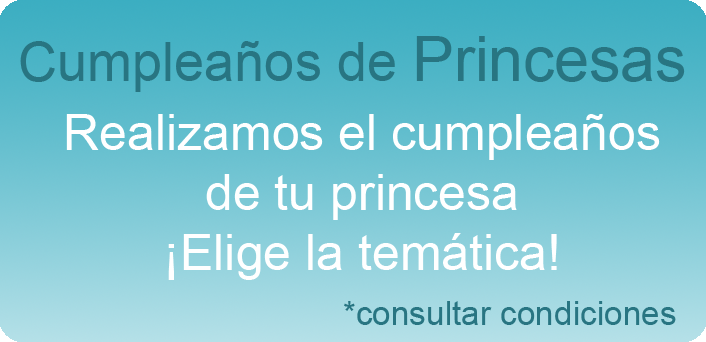 Cumpleaños de Princesas
Realizamos el cumpleaños
de tu princesa
¡Elige la temática!
*consultar condiciones